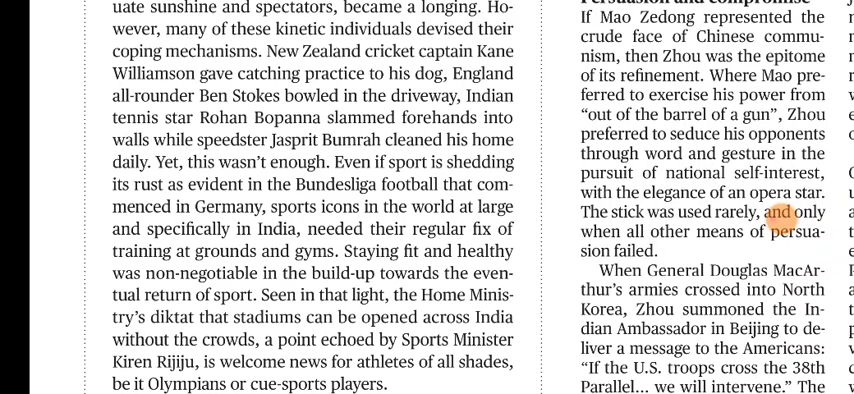 uate sunshine and spectators, became a longing. Ho-
wever, many of these kinetic individuals devised their
coping mechanisms. New Zealand cricket captain Kane
Williamson gave catching practice to his dog, England
all-rounder Ben Stokes bowled in the driveway, Indian
tennis star Rohan Bopanna slammed forehands into
walls while speedster Jasprit Bumrah cleaned his home
daily. Yet, this wasn’t enough. Even if sport is shedding
its rust as evident in the Bundesliga football that com-
menced in Germany, sports icons in the world at large
and specifically in India, needed their regular fix of
training at grounds and gyms. Staying fit and healthy
was non-negotiable in the build-up towards the even-
tual return of sport. Seen in that light, the Home Minis-
try’s diktat that stadiums can be opened across India
without the crowds, a point echoed by Sports Minister
Kiren Rijiju, is welcome news for athletes of all shades,
be it Olympians or cue-sports players.
Persuasion and compromise
If Mao Zedong represented the
crude face of Chinese commu-
nism, then Zhou was the epitome
of its refinement. Where Mao pre-
ferred to exercise his power from
“out of the barrel of a gun”, Zhou
preferred to seduce his opponents
through word and gesture in the
pursuit of national self-interest,
with the elegance of an opera star.
The stick was used rarely, and only
when all other means of persua-
sion failed.
When General Douglas MacAr-
thur’s armies crossed into North
Korea, Zhou summoned the In-
dian Ambassador in Beijing to de-
liver a message to the Americans:
“If the U.S. troops cross the 38th
Parallel... we will intervene.” The